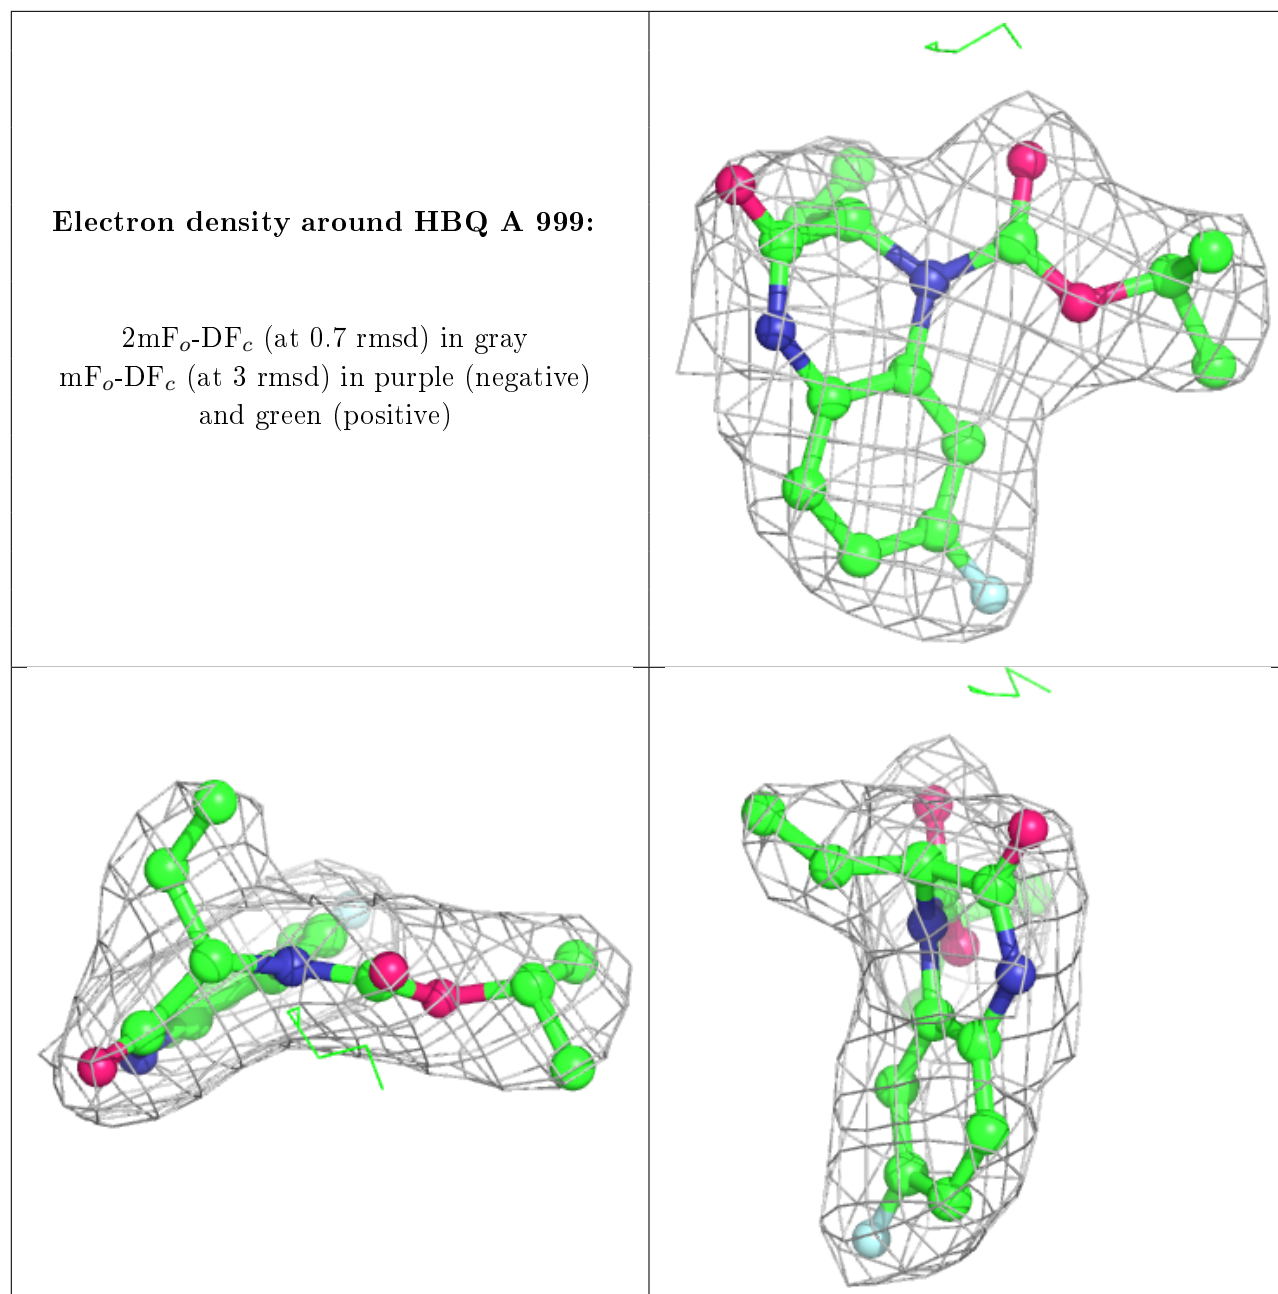 Electron density around HBQ A 999:
2mFₒ-DF𝒸 (at 0.7 rmsd) in gray
mFₒ-DF𝒸 (at 3 rmsd) in purple (negative)
and green (positive)